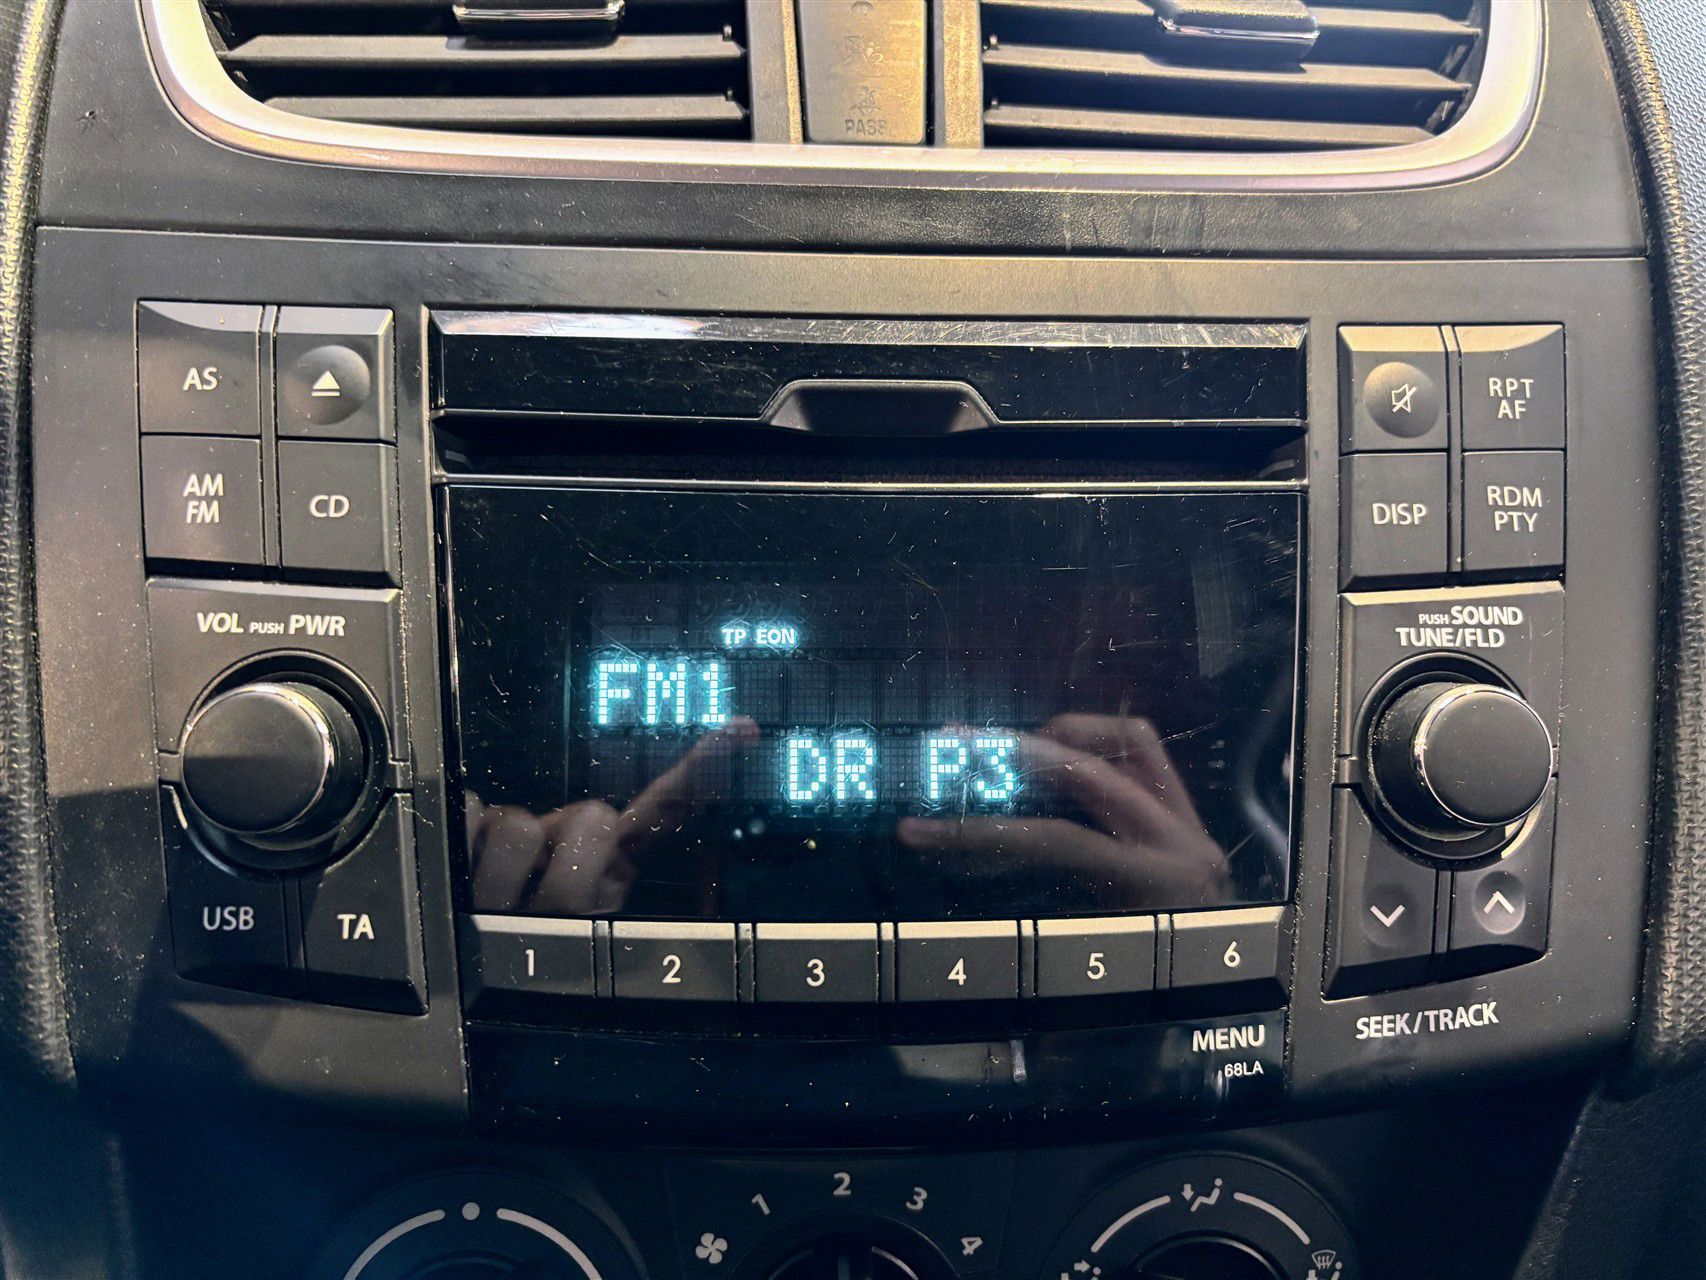 PASS
AS
RPT
AF
AM
FM
CD
DISP
RDM
PTY
VOL PUSH PWR
PUSH SOUND
TUNE/FLD
TP EON
FM1
DR P3
USB
TA
1
2
3
4
5
6
SEEK/TRACK
MENU
68LA
1
2
3
4